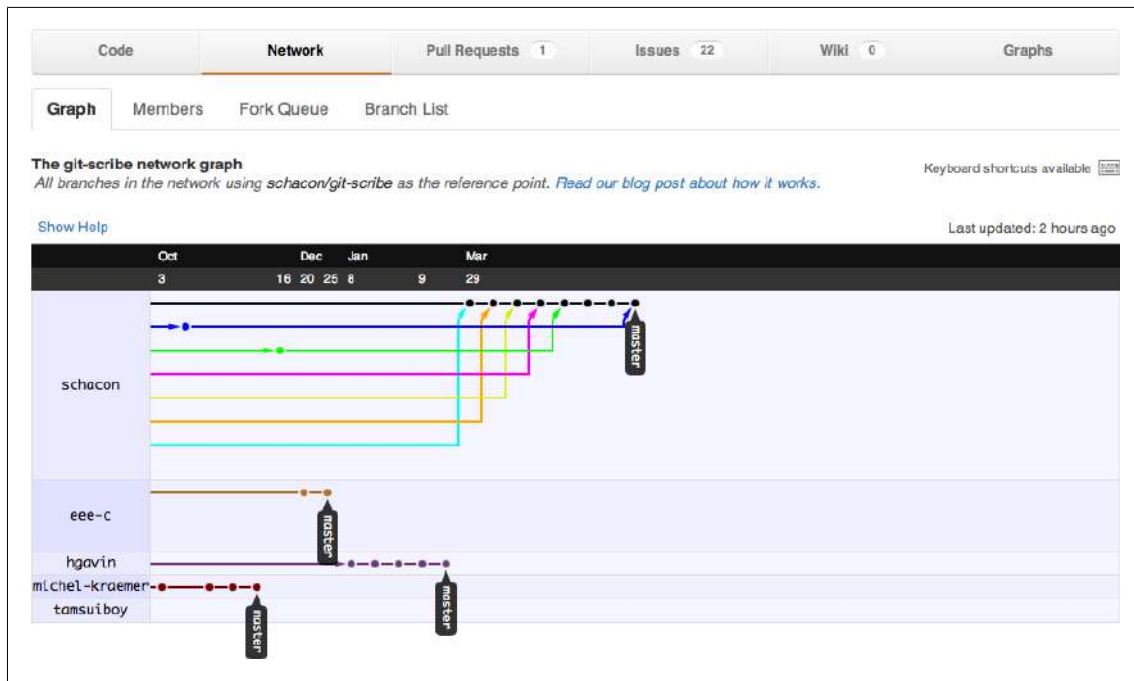 Code Network Pull Requests 1 Issues 22 Wiki 0 Graphs
Graph Members Fork Queue Branch List
The git-scribe network graph
All branches in the network using schacon/git-scribe as the reference point. Read our blog post about how it works.
Keyboard shortcuts available
Show Help
Last updated: 2 hours ago
Oct Dec Jan Mar
3 16 20 25 8 9 29
master
schacon
eee-c
master
hgavin
michel-kraemer
master
tamsuiboy
master